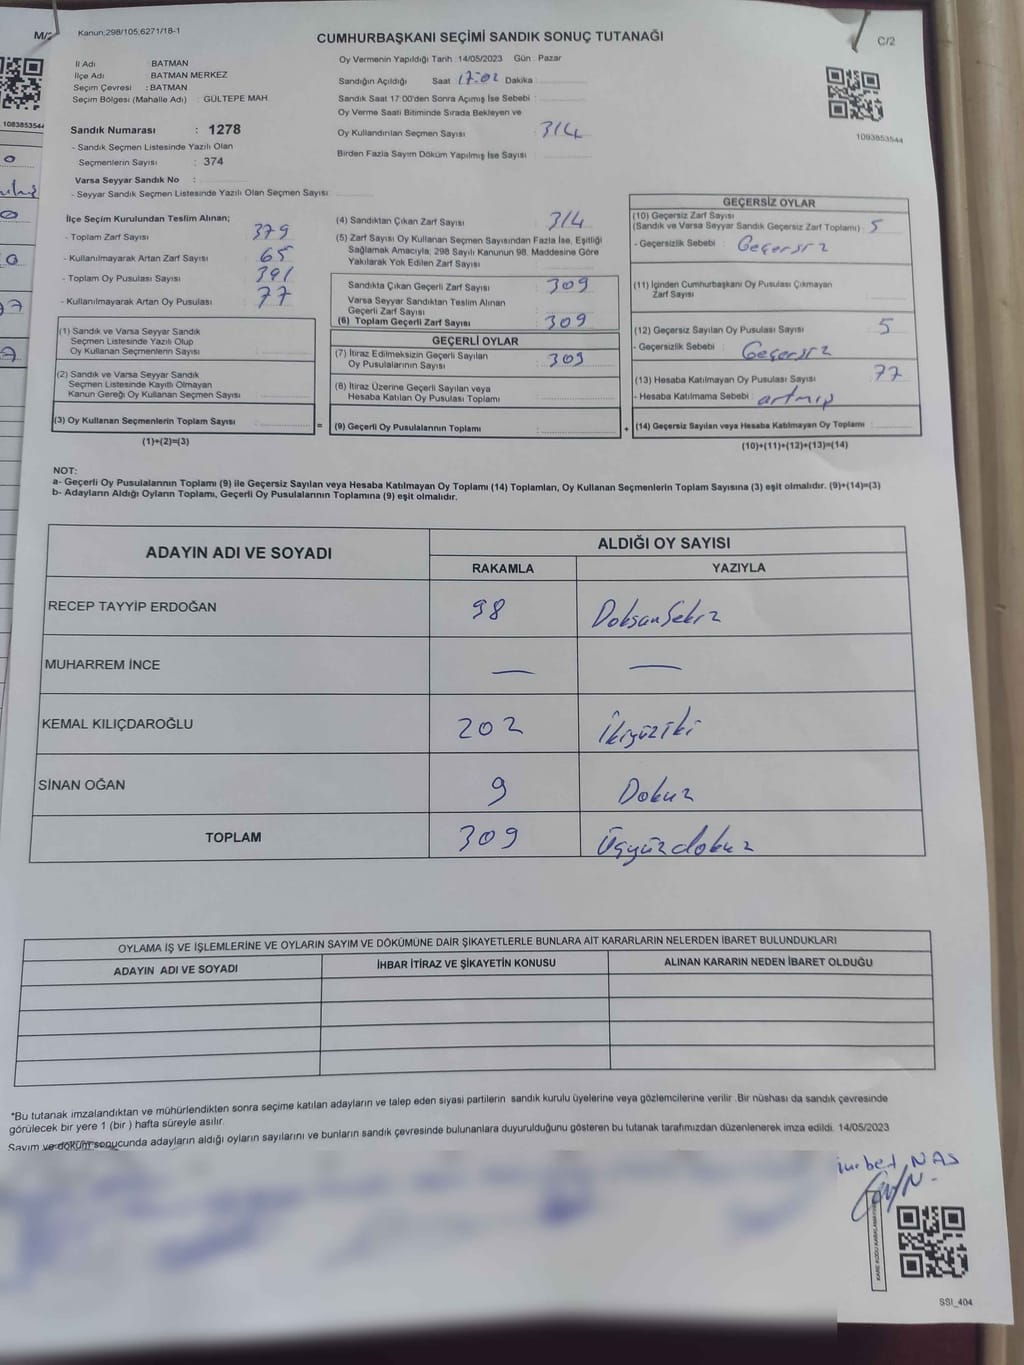 M/2
Kanun;298/105;6271/18-1
CUMHURBAŞKANI SEÇİMİ SANDIK SONUÇ TUTANAĞI
C/2
1093853544
İl Adı BATMAN
İlçe Adı BATMAN MERKEZ
Seçim Çevresi : BATMAN
Seçim Bölgesi (Mahalle Adı) : GÜLTEPE MAH.
Sandık Numarası : 1278
- Sandık Seçmen Listesinde Yazılı Olan
Seçmenlerin Sayısı : 374
Varsa Seyyar Sandık No :
- Seyyar Sandık Seçmen Listesinde Yazılı Olan Seçmen Sayısı
Oy Vermenin Yapıldığı Tarih : 14/05/2023 Gün : Pazar
Sandığın Açıldığı Saat 17:02 Dakika
Sandık Saat 17:00'den Sonra Açımış İse Sebebi :
Oy Verme Saati Bitiminde Sırada Bekleyen ve
Oy Kullandırılan Seçmen Sayısı : 314
Birden Fazla Sayım Döküm Yapılmış İse Sayısı :
1093853544
İlçe Seçim Kurulundan Teslim Alınan;
- Toplam Zarf Sayısı 379
- Kullanılmayarak Artan Zarf Sayısı 65
- Toplam Oy Pusulası Sayısı 391
- Kullanılmayarak Artan Oy Pusulası 77
(1) Sandık ve Varsa Seyyar Sandık
Seçmen Listesinde Yazılı Olup
Oy Kullanan Seçmenlerin Sayısı
(2) Sandık ve Varsa Seyyar Sandık
Seçmen Listesinde Kayıtlı Olmayan
Kanun Gereği Oy Kullanan Seçmen Sayısı
(3) Oy Kullanan Seçmenlerin Toplam Sayısı
(1)+(2)=(3)
(4) Sandıktan Çıkan Zarf Sayısı : 314
(5) Zarf Sayısı Oy Kullanan Seçmen Sayısından Fazla İse, Eşitliği
Sağlamak Amacıyla; 298 Sayılı Kanunun 98. Maddesine Göre
Yakılarak Yok Edilen Zarf Sayısı
Sandıkta Çıkan Geçerli Zarf Sayısı : 309
Varsa Seyyar Sandıktan Teslim Alınan
Geçerli Zarf Sayısı
(6) Toplam Geçerli Zarf Sayısı 309
GEÇERLİ OYLAR
(7) İtiraz Edilmeksizin Geçerli Sayılan
Oy Pusulalarının Sayısı 309
(8) İtiraz Üzerine Geçerli Sayılan veya
Hesaba Katılan Oy Pusulası Toplamı
= (9) Geçerli Oy Pusulalarının Toplamı
GEÇERSİZ OYLAR
(10) Geçersiz Zarf Sayısı
(Sandık ve Varsa Seyyar Sandık Geçersiz Zarf Toplamı) 5
- Geçersizlik Sebebi : Geçersiz
(11) İçinden Cumhurbaşkanı Oy Pusulası Çıkmayan
Zarf Sayısı
(12) Geçersiz Sayılan Oy Pusulası Sayısı 5
- Geçersizlik Sebebi : Geçersiz
(13) Hesaba Katılmayan Oy Pusulası Sayısı 77
- Hesaba Katılmama Sebebi : artmış
+ (14) Geçersiz Sayılan veya Hesaba Katılmayan Oy Toplamı
(10)+(11)+(12)+(13)=(14)
NOT:
a- Geçerli Oy Pusulalarının Toplamı (9) ile Geçersiz Sayılan veya Hesaba Katılmayan Oy Toplamı (14) Toplamları, Oy Kullanan Seçmenlerin Toplam Sayısına (3) eşit olmalıdır. (9)+(14)=(3)
b- Adayların Aldığı Oyların Toplamı, Geçerli Oy Pusulalarının Toplamına (9) eşit olmalıdır.
ADAYIN ADI VE SOYADI
ALDIĞI OY SAYISI
RAKAMLA YAZIYLA
RECEP TAYYİP ERDOĞAN 98 Doksansekiz
MUHARREM İNCE — —
KEMAL KILIÇDAROĞLU 202 İkiyüziki
SİNAN OĞAN 9 Dokuz
TOPLAM 309 Üçyüzdokuz
OYLAMA İŞ VE İŞLEMLERİNE VE OYLARIN SAYIM VE DÖKÜMÜNE DAİR ŞİKAYETLERLE BUNLARA AİT KARARLARIN NELERDEN İBARET BULUNDUKLARI
ADAYIN ADI VE SOYADI İHBAR İTİRAZ VE ŞİKAYETİN KONUSU ALINAN KARARIN NEDEN İBARET OLDUĞU
*Bu tutanak imzalandıktan ve mühürlendikten sonra seçime katılan adayların ve talep eden siyasi partilerin sandık kurulu üyelerine veya gözlemcilerine verilir .Bir nüshası da sandık çevresinde
görülecek bir yere 1 (bir ) hafta süreyle asılır.
Sayım ve döküm sonucunda adayların aldığı oyların sayılarını ve bunların sandık çevresinde bulunanlara duyurulduğunu gösteren bu tutanak tarafımızdan düzenlenerek imza edildi. 14/05/2023
NAS
SSI_404